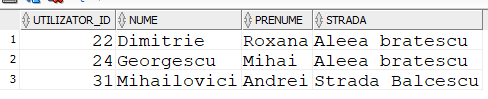 UTILIZATOR_ID NUME PRENUME STRADA
1 22 Dimitrie Roxana Aleea bratescu
2 24 Georgescu Mihai Aleea bratescu
3 31 Mihailovici Andrei Strada Balcescu